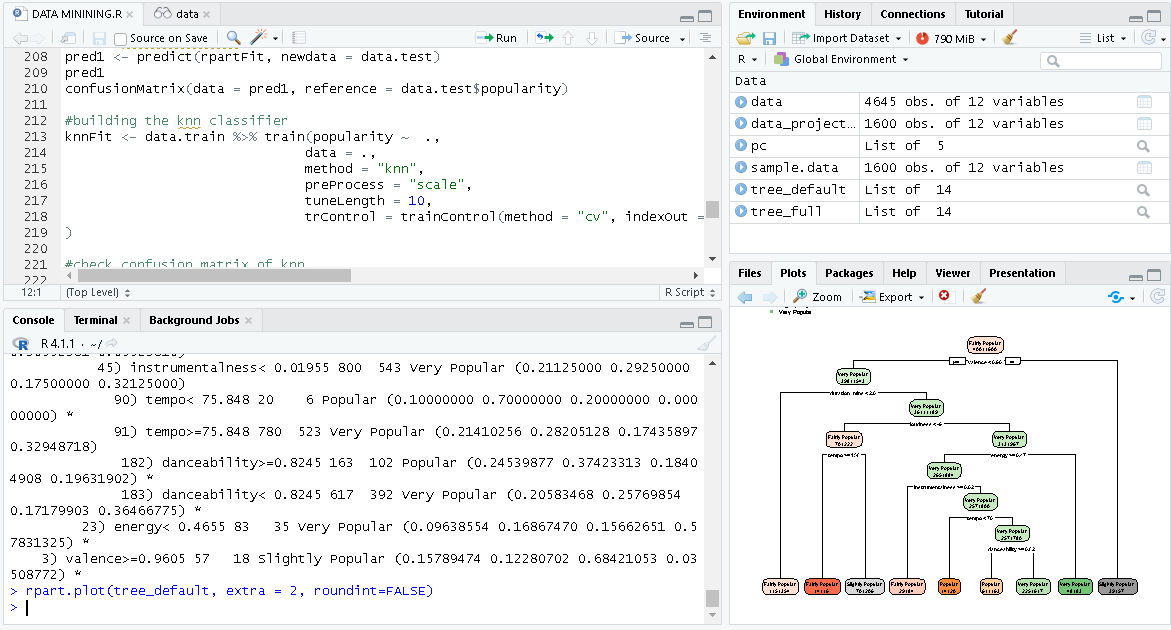 DATA MINIING.R
data
Source on Save
Run
Source
208 pred1 <- predict(rpartFit, newdata = data.test)
209 pred1
210 confusionMatrix(data = pred1, reference = data.test$popularity)
211
212 #building the knn classifier
213 knnFit <- data.train %>% train(popularity ~ .,
214 data = .,
215 method = "knn",
216 preProcess = "scale",
217 tuneLength = 10,
218 trControl = trainControl(method = "cv", indexOut =
219 )
220
221 #check confusion matrix of knn
222
12:1 (Top Level) R Script
Console Terminal Background Jobs
R 4.1.1 · ~/
45) instrumentalness< 0.01955 800 543 Very Popular (0.21125000 0.29250000
0.17500000 0.32125000)
90) tempo< 75.848 20 6 Popular (0.10000000 0.70000000 0.20000000 0.000
00000) *
91) tempo>=75.848 780 523 Very Popular (0.21410256 0.28205128 0.17435897
0.32948718)
182) danceability>=0.8245 163 102 Popular (0.24539877 0.37423313 0.1840
4908 0.19631902) *
183) danceability< 0.8245 617 392 Very Popular (0.20583468 0.25769854
0.17179903 0.36466775) *
23) energy< 0.4655 83 35 Very Popular (0.09638554 0.16867470 0.15662651 0.5
7831325) *
3) valence>=0.9605 57 18 Slightly Popular (0.15789474 0.12280702 0.68421053 0.03
508772) *
> rpart.plot(tree_default, extra = 2, roundint=FALSE)
>
Environment History Connections Tutorial
Import Dataset 790 MiB List
R Global Environment
Data
data 4645 obs. of 12 variables
data_project… 1600 obs. of 12 variables
pc List of 5
sample.data 1600 obs. of 12 variables
tree_default List of 14
tree_full List of 14
Files Plots Packages Help Viewer Presentation
Zoom Export
Very Popula
Fairly Popular
Very Popular
Very Popular
Fairly Popular
Very Popular
Very Popular
Very Popular
Very Popular
Fairly Popular Fairly Popular Slightly Popular Fairly Popular Popular Popular Very Popular Very Popular Slightly Popular